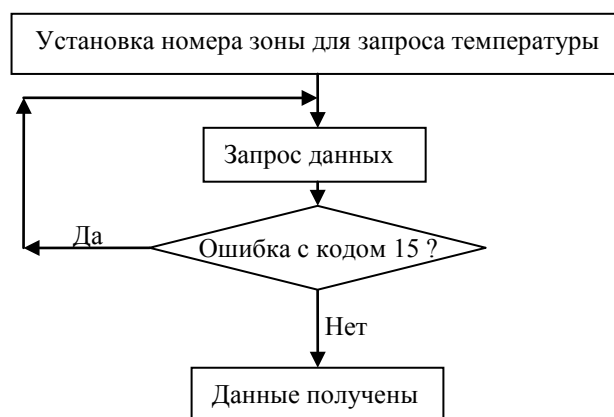 Установка номера зоны для запроса температуры
Запрос данных
Да
Ошибка с кодом 15 ?
Нет
Данные получены